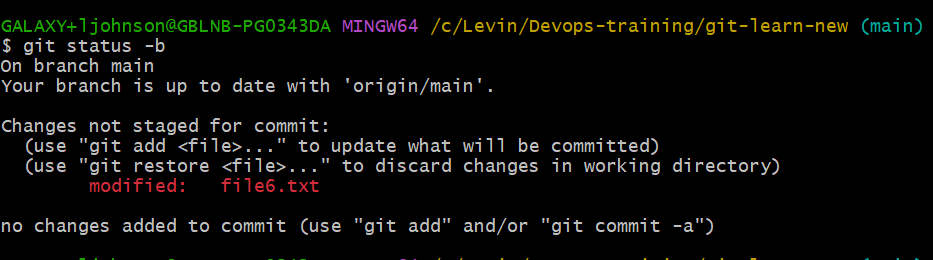 GALAXY+ljohnson@GBLNB-PG0343DA MINGW64 /c/Levin/Devops-training/git-learn-new (main)
$ git status -b
On branch main
Your branch is up to date with 'origin/main'.
Changes not staged for commit:
(use "git add <file>..." to update what will be committed)
(use "git restore <file>..." to discard changes in working directory)
modified: file6.txt
no changes added to commit (use "git add" and/or "git commit -a")